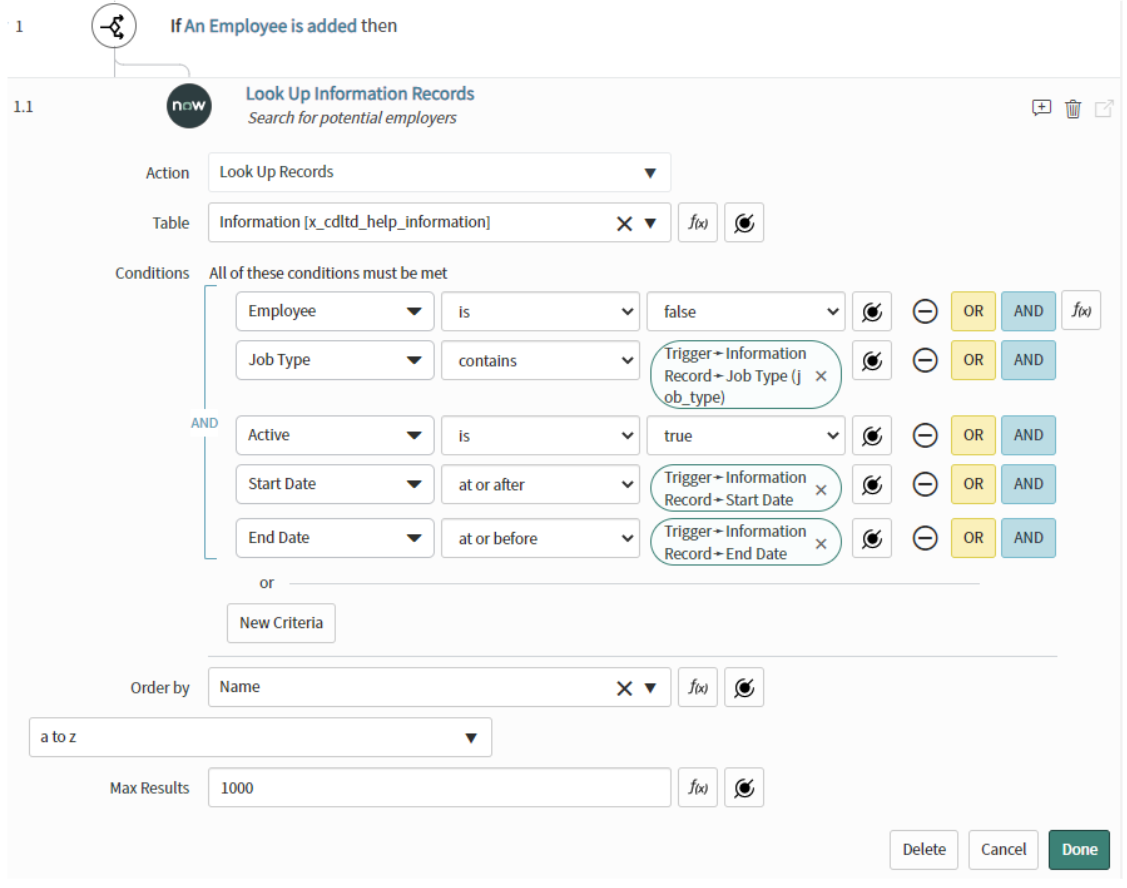 1 If An Employee is added then
1.1 now Look Up Information Records
Search for potential employers
Action Look Up Records
Table Information [x_cdltd_help_information] f(x)
Conditions All of these conditions must be met
Employee is false OR AND f(x)
Job Type contains Trigger➛Information
Record➛Job Type (j
ob_type) OR AND
AND
Active is true OR AND
Start Date at or after Trigger➛Information
Record➛Start Date OR AND
End Date at or before Trigger➛Information
Record➛End Date OR AND
or
New Criteria
Order by Name f(x)
a to z
Max Results 1000 f(x)
Delete Cancel Done